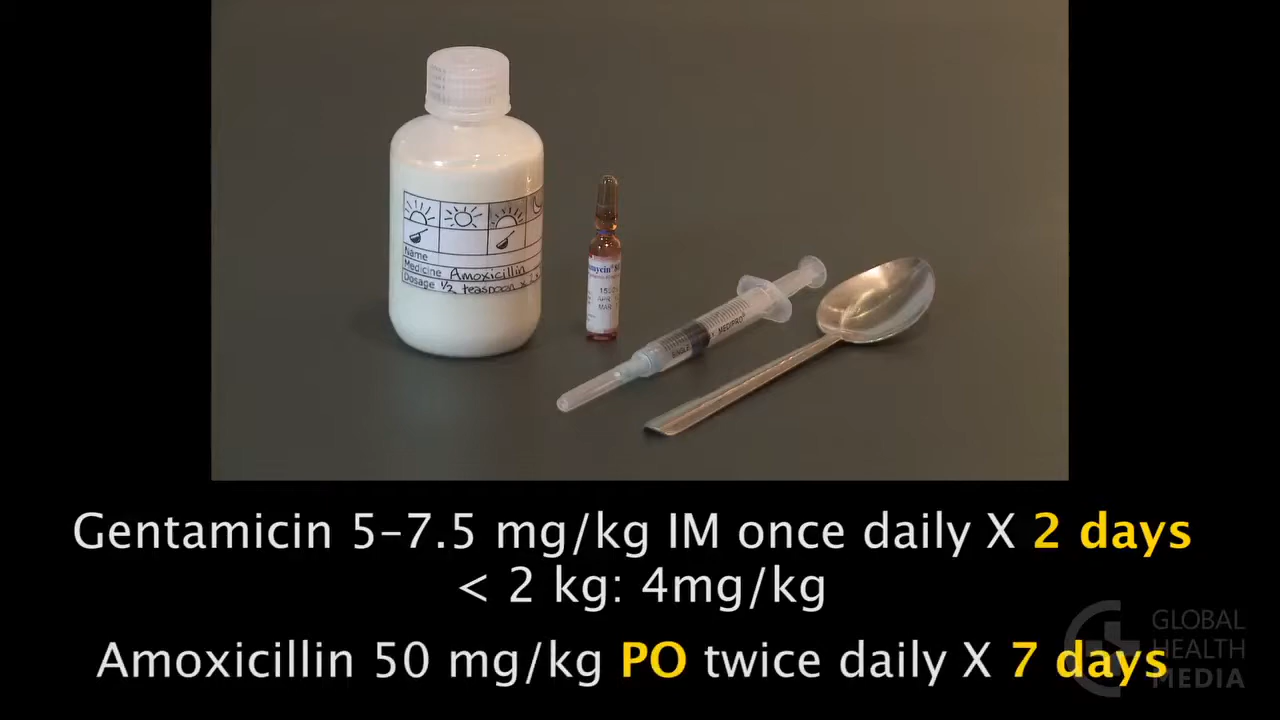 Name
Medicine Amoxicillin
Dosage 1/2 teaspoon x 2 x
MEDIPRO
Gentamicin 5–7.5 mg/kg IM once daily X 2 days
< 2 kg: 4mg/kg
Amoxicillin 50 mg/kg PO twice daily X 7 days
GLOBAL
HEALTH
MEDIA